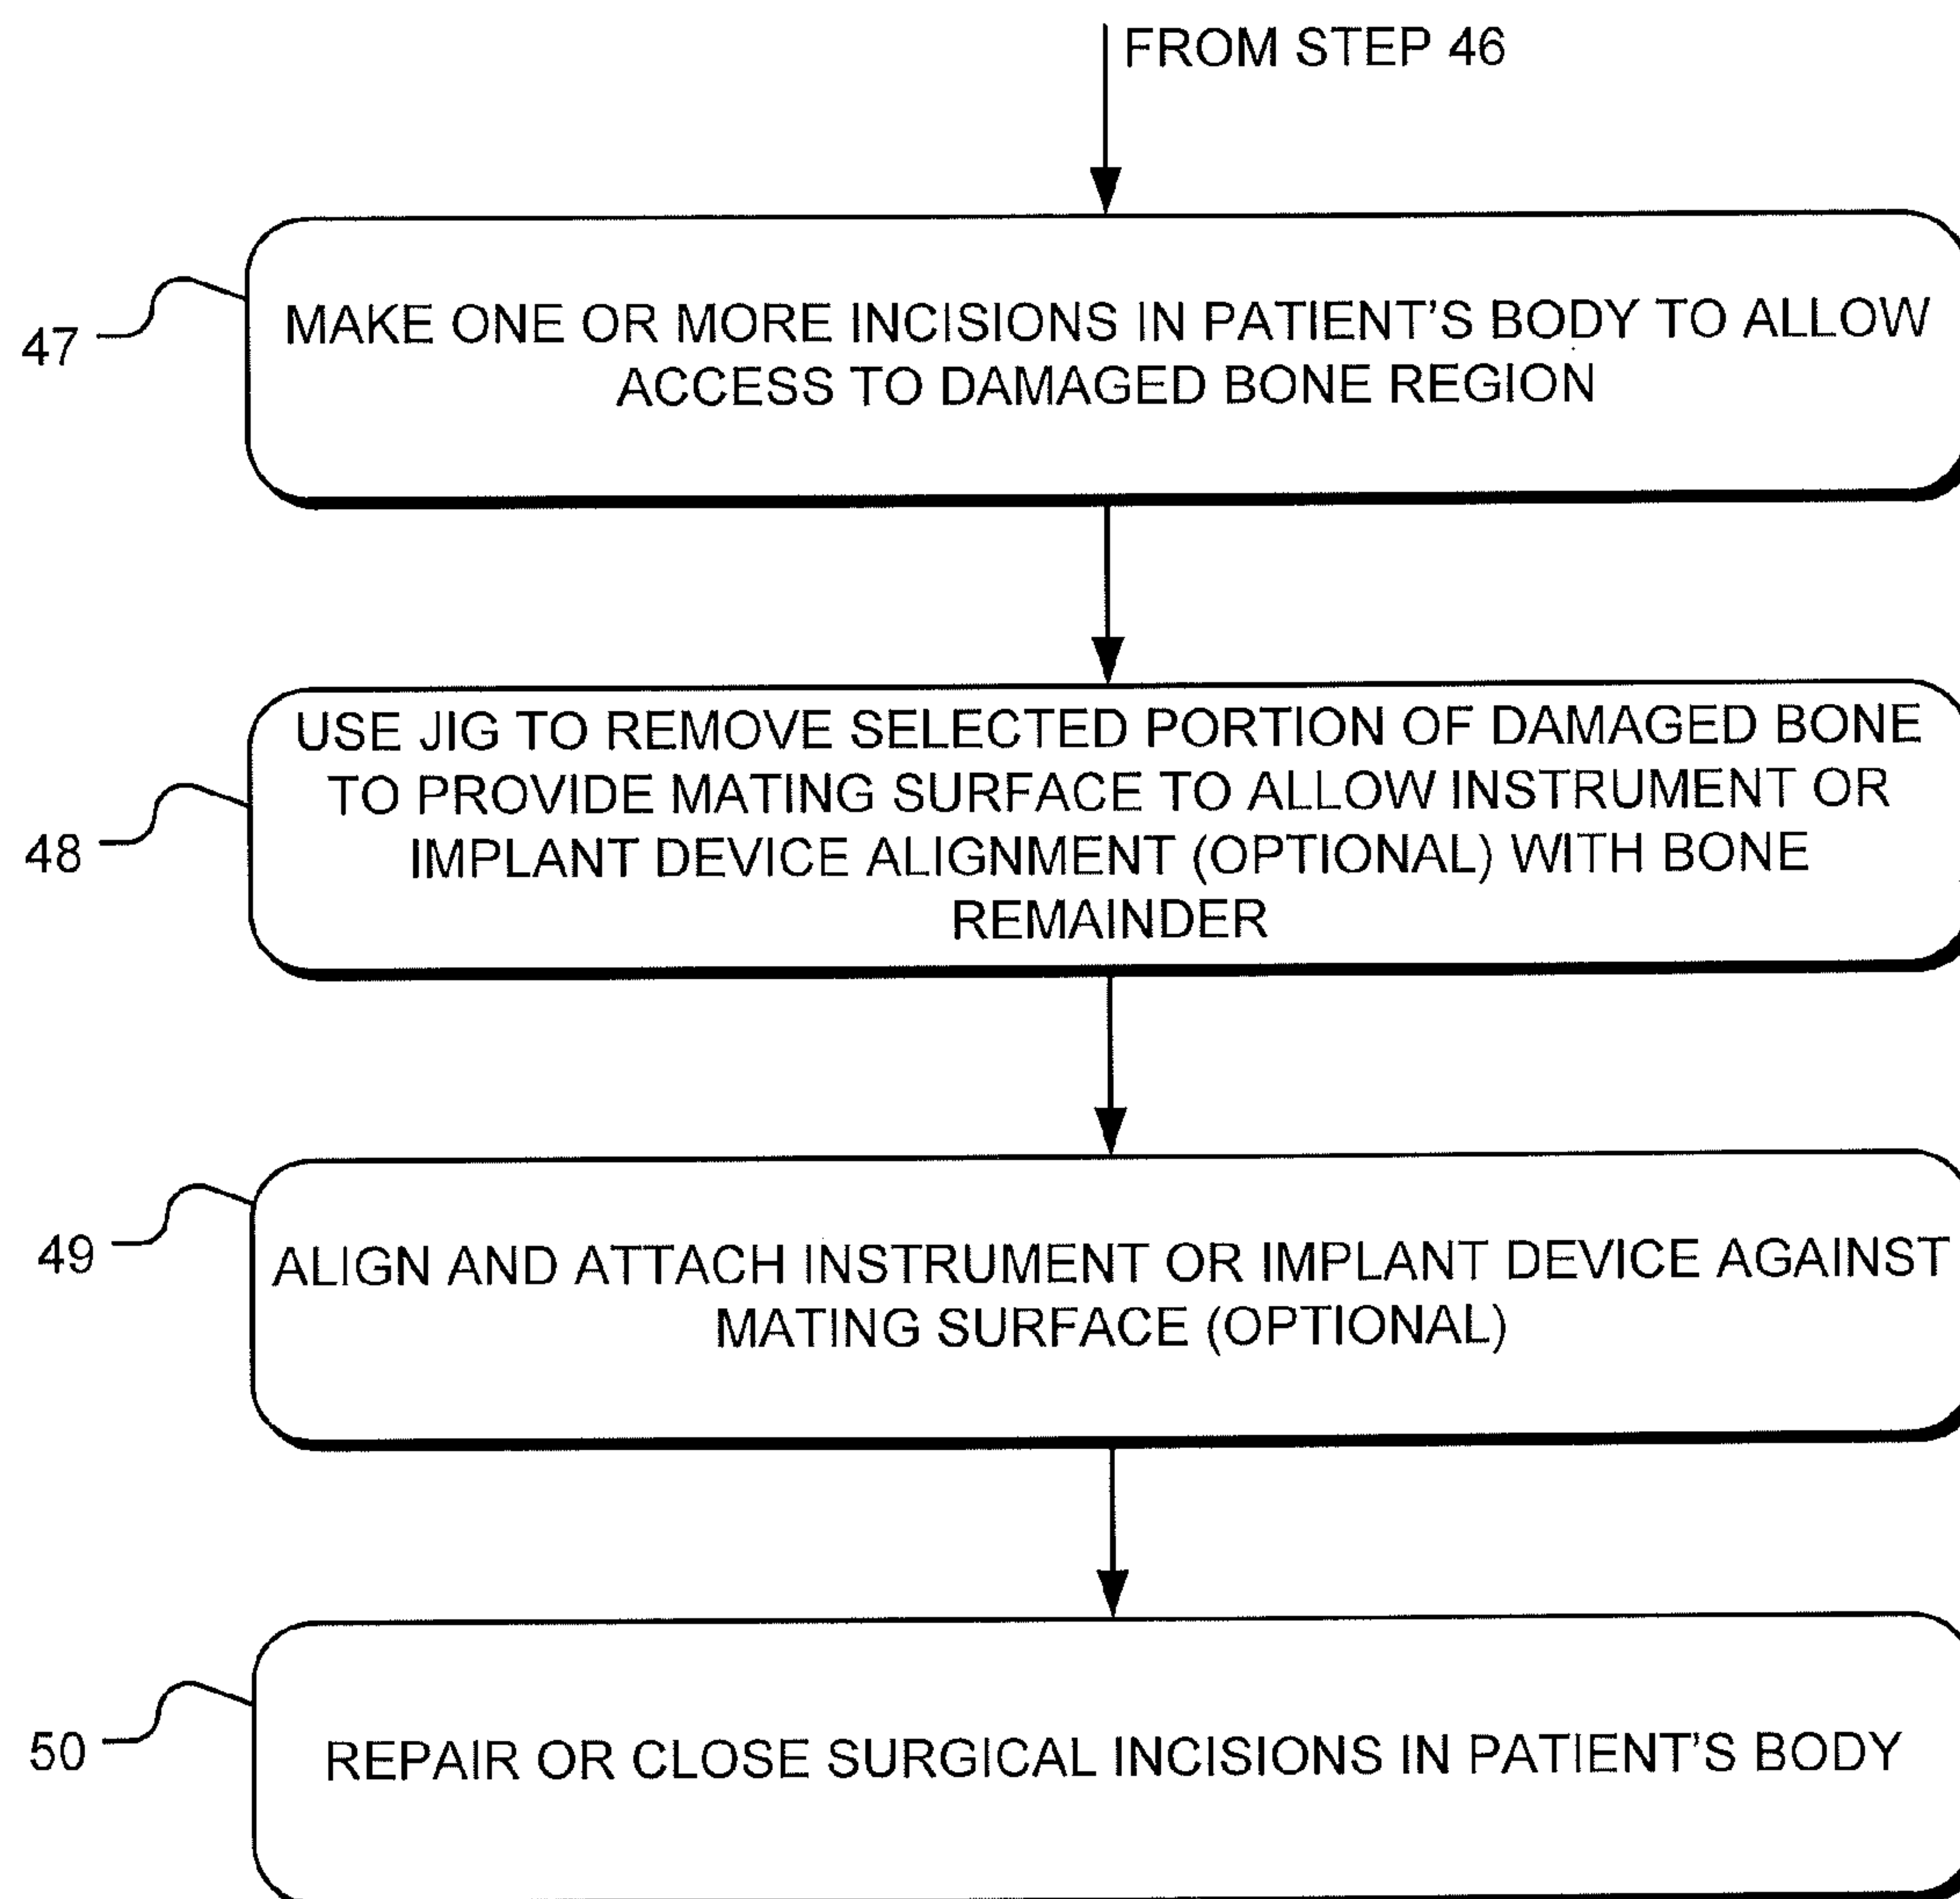 FROM STEP 46
47
MAKE ONE OR MORE INCISIONS IN PATIENT'S BODY TO ALLOW
ACCESS TO DAMAGED BONE REGION
48
USE JIG TO REMOVE SELECTED PORTION OF DAMAGED BONE
TO PROVIDE MATING SURFACE TO ALLOW INSTRUMENT OR
IMPLANT DEVICE ALIGNMENT (OPTIONAL) WITH BONE
REMAINDER
49
ALIGN AND ATTACH INSTRUMENT OR IMPLANT DEVICE AGAINST
MATING SURFACE (OPTIONAL)
50
REPAIR OR CLOSE SURGICAL INCISIONS IN PATIENT'S BODY